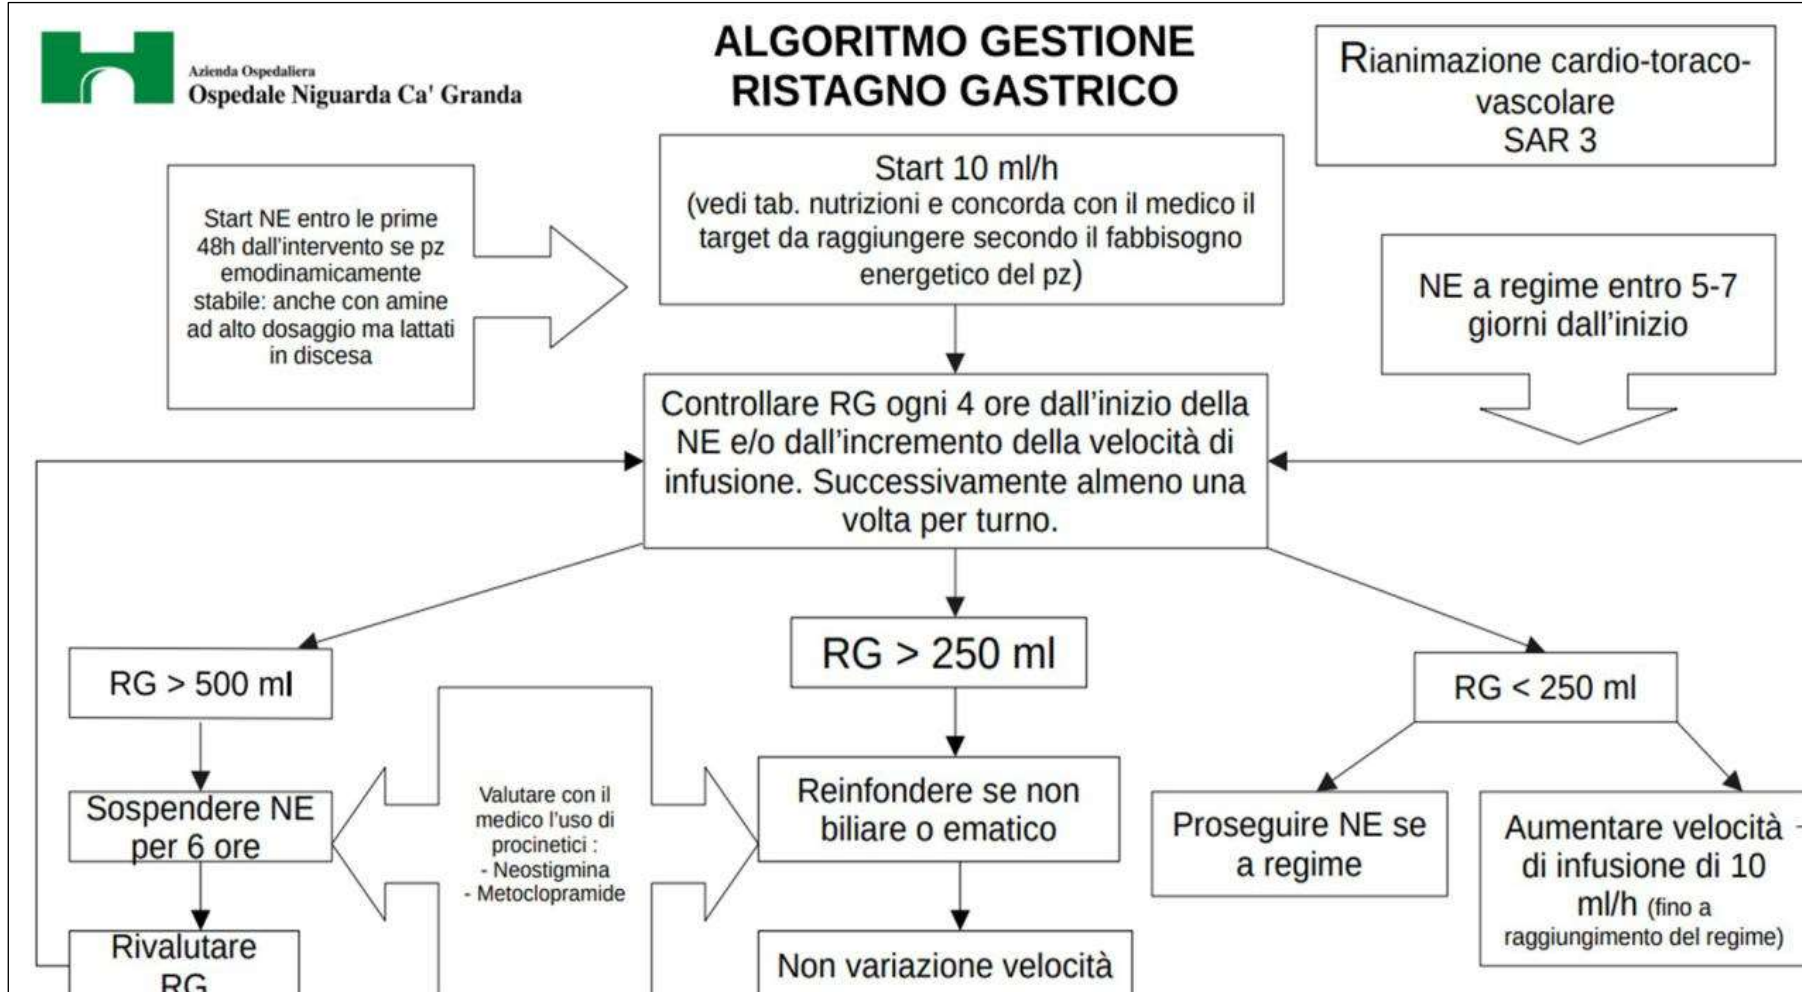 Azienda Ospedaliera
Ospedale Niguarda Ca' Granda
ALGORITMO GESTIONE
RISTAGNO GASTRICO
Rianimazione cardio-toraco-
vascolare
SAR 3
Start NE entro le prime
48h dall'intervento se pz
emodinamicamente
stabile: anche con amine
ad alto dosaggio ma lattati
in discesa
Start 10 ml/h
(vedi tab. nutrizioni e concorda con il medico il
target da raggiungere secondo il fabbisogno
energetico del pz)
NE a regime entro 5-7
giorni dall'inizio
Controllare RG ogni 4 ore dall'inizio della
NE e/o dall'incremento della velocità di
infusione. Successivamente almeno una
volta per turno.
RG > 500 ml
RG > 250 ml
RG < 250 ml
Sospendere NE
per 6 ore
Valutare con il
medico l'uso di
procinetici :
- Neostigmina
- Metoclopramide
Reinfondere se non
biliare o ematico
Proseguire NE se
a regime
Aumentare velocità
di infusione di 10
ml/h (fino a
raggiungimento del regime)
Rivalutare
RG
Non variazione velocità